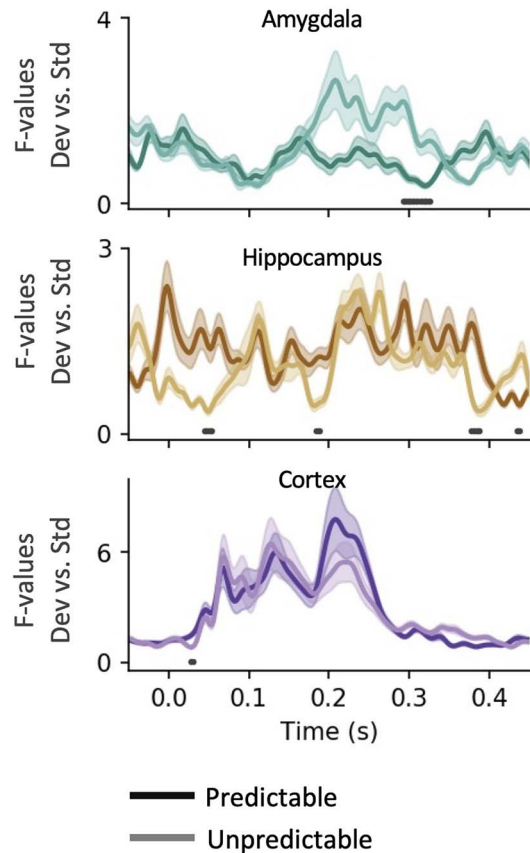 Amygdala
4
F-values
Dev vs. Std
0
Hippocampus
3
F-values
Dev vs. Std
0
Cortex
6
F-values
Dev vs. Std
0
0.0 0.1 0.2 0.3 0.4
Time (s)
Predictable
Unpredictable